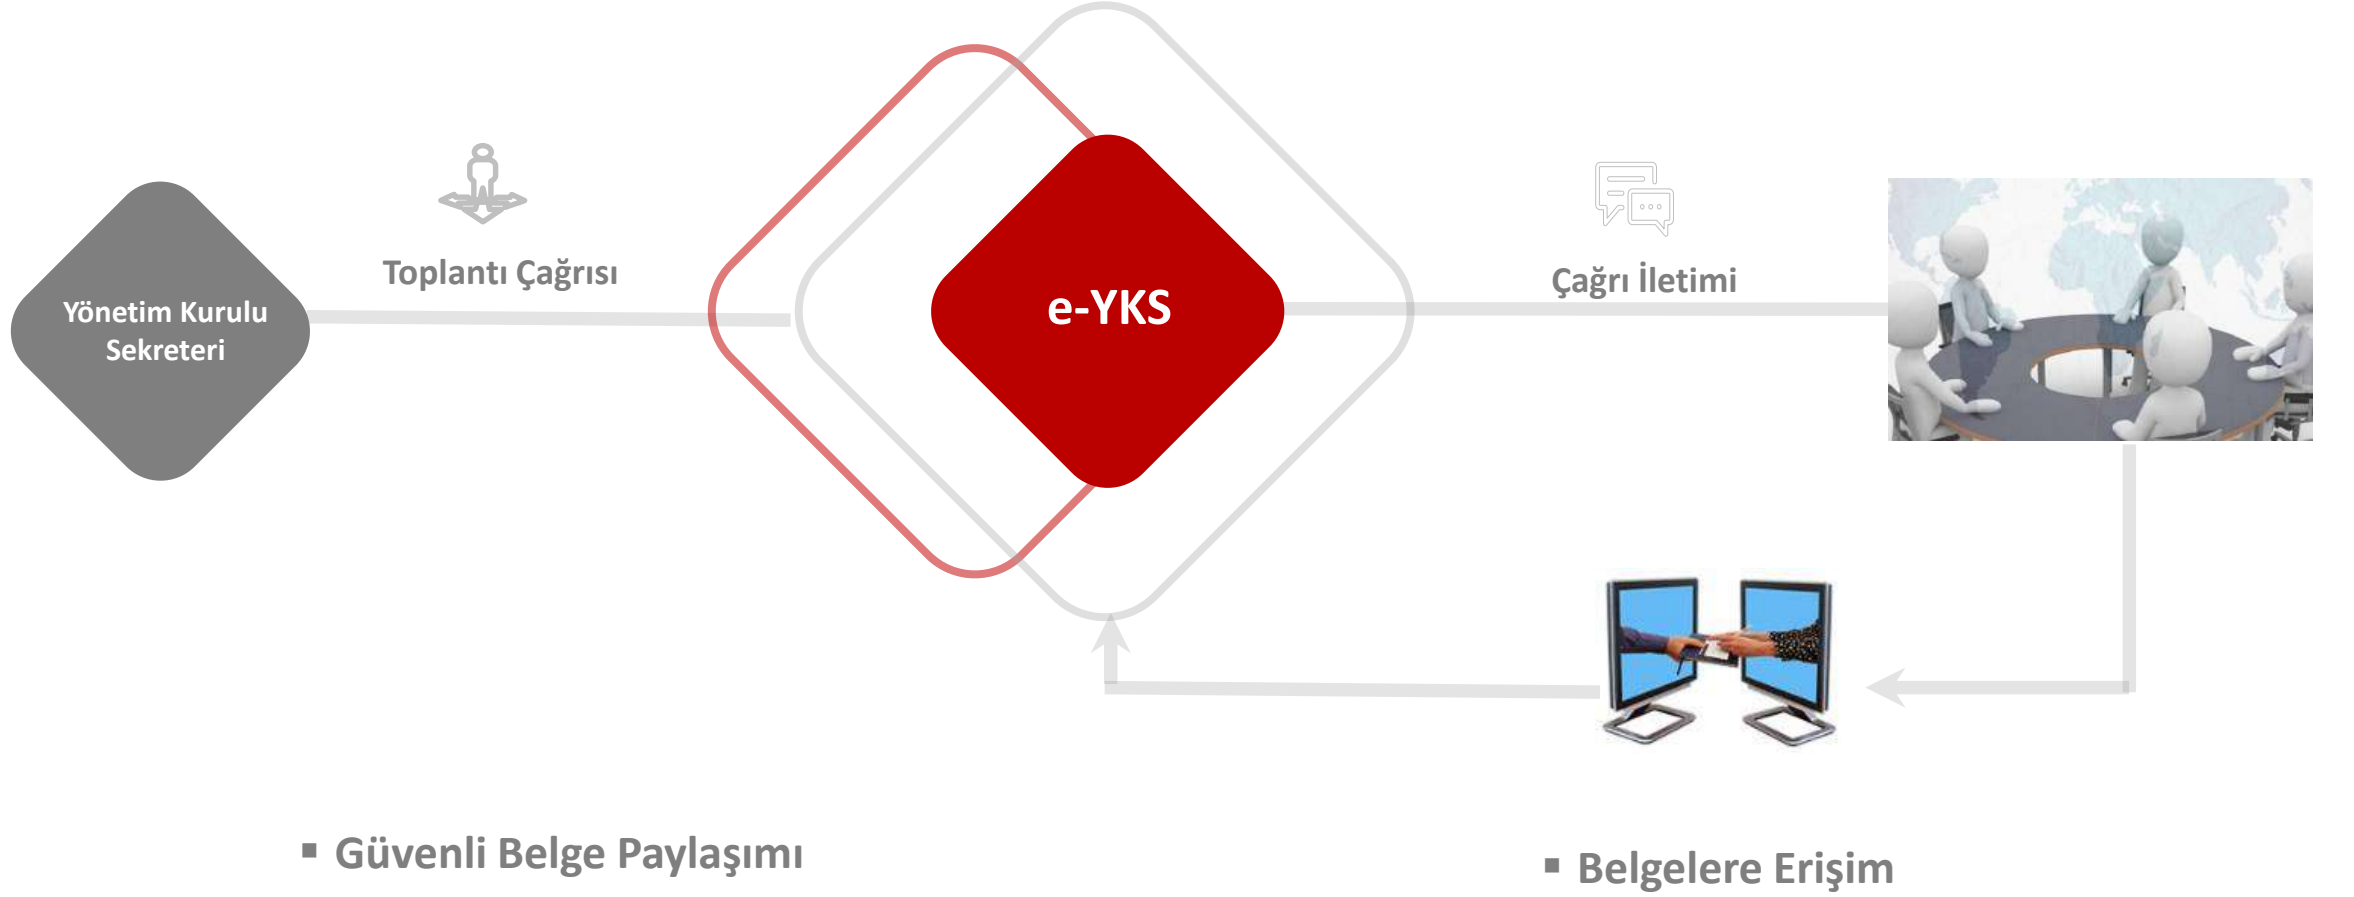 Toplantı Çağrısı
Çağrı İletimi
Yönetim Kurulu
Sekreteri
e-YKS
▪ Güvenli Belge Paylaşımı
▪ Belgelere Erişim